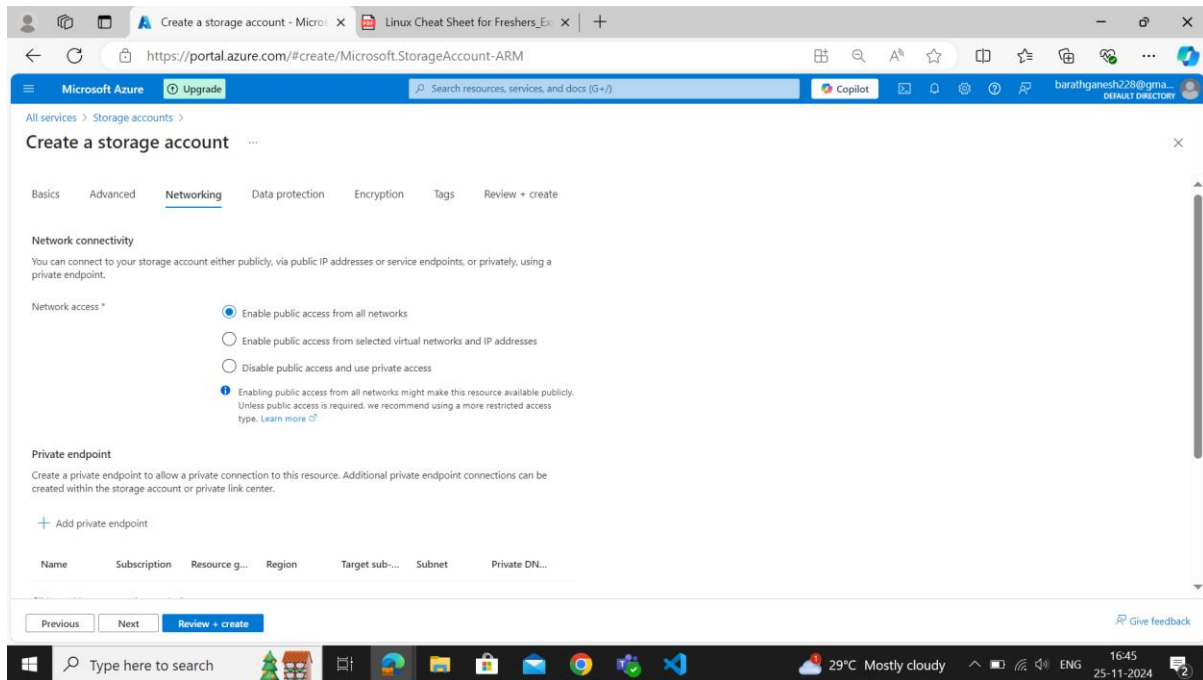 Create a storage account - Micros
Linux Cheat Sheet for Freshers_Ex
https://portal.azure.com/#create/Microsoft.StorageAccount-ARM
Microsoft Azure
Upgrade
Search resources, services, and docs (G+/)
Copilot
barathganesh228@gma...
DEFAULT DIRECTORY
All services > Storage accounts >
Create a storage account ...
Basics Advanced Networking Data protection Encryption Tags Review + create
Network connectivity
You can connect to your storage account either publicly, via public IP addresses or service endpoints, or privately, using a
private endpoint.
Network access *
Enable public access from all networks
Enable public access from selected virtual networks and IP addresses
Disable public access and use private access
Enabling public access from all networks might make this resource available publicly.
Unless public access is required, we recommend using a more restricted access
type. Learn more
Private endpoint
Create a private endpoint to allow a private connection to this resource. Additional private endpoint connections can be
created within the storage account or private link center.
+ Add private endpoint
Name Subscription Resource g... Region Target sub-... Subnet Private DN...
Previous Next Review + create
Give feedback
Type here to search
29°C Mostly cloudy
ENG
16:45
25-11-2024
2